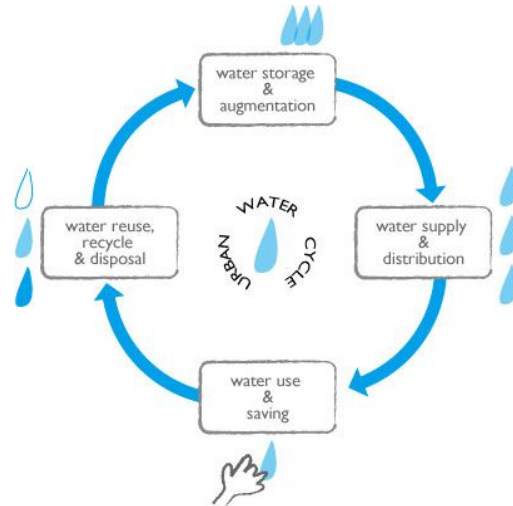 water storage
&
augmentation
water reuse,
recycle
& disposal
URBAN WATER CYCLE
water supply
&
distribution
water use
&
saving